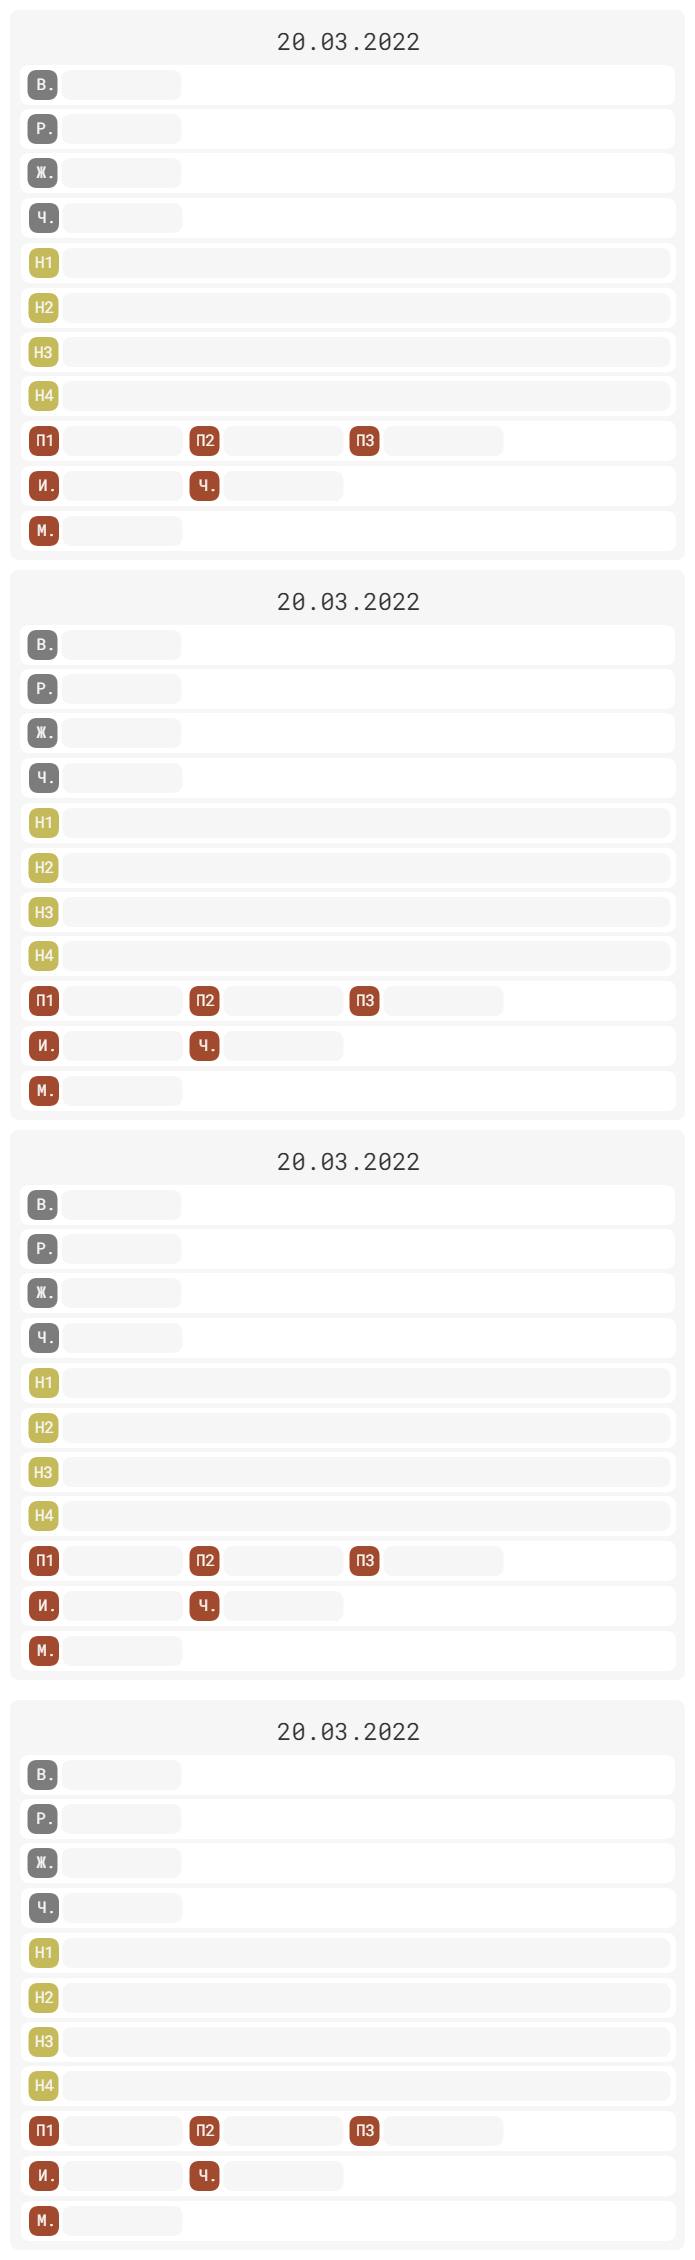 20.03.2022
В.
Р.
Ж.
Ч.
Н1
Н2
Н3
Н4
П1 П2 П3
И. Ч.
М.
20.03.2022
В.
Р.
Ж.
Ч.
Н1
Н2
Н3
Н4
П1 П2 П3
И. Ч.
М.
20.03.2022
В.
Р.
Ж.
Ч.
Н1
Н2
Н3
Н4
П1 П2 П3
И. Ч.
М.
20.03.2022
В.
Р.
Ж.
Ч.
Н1
Н2
Н3
Н4
П1 П2 П3
И. Ч.
М.